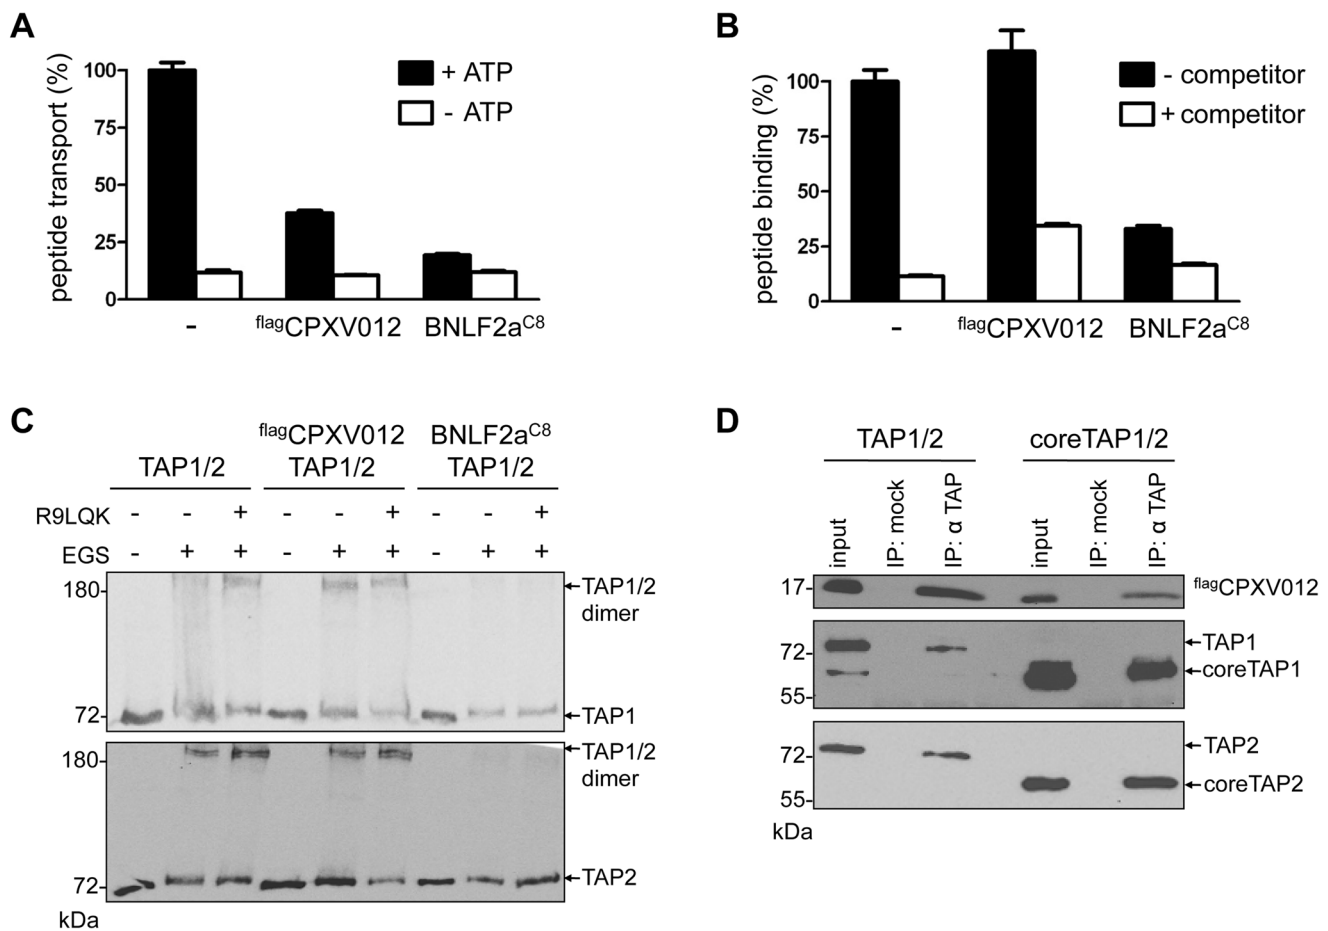 A
peptide transport (%)
100
75
50
25
0
+ ATP
- ATP
-
flagCPXV012
BNLF2aC8
B
peptide binding (%)
100
75
50
25
0
- competitor
+ competitor
-
flagCPXV012
BNLF2aC8
C
flagCPXV012 BNLF2aC8
TAP1/2 TAP1/2 TAP1/2
R9LQK - - + - - + - - +
EGS - + + - + + - + +
180
TAP1/2
dimer
72
TAP1
180
TAP1/2
dimer
72
TAP2
kDa
D
TAP1/2 coreTAP1/2
input
IP: mock
IP: α TAP
input
IP: mock
IP: α TAP
17
flagCPXV012
72
55
TAP1
coreTAP1
72
55
TAP2
coreTAP2
kDa